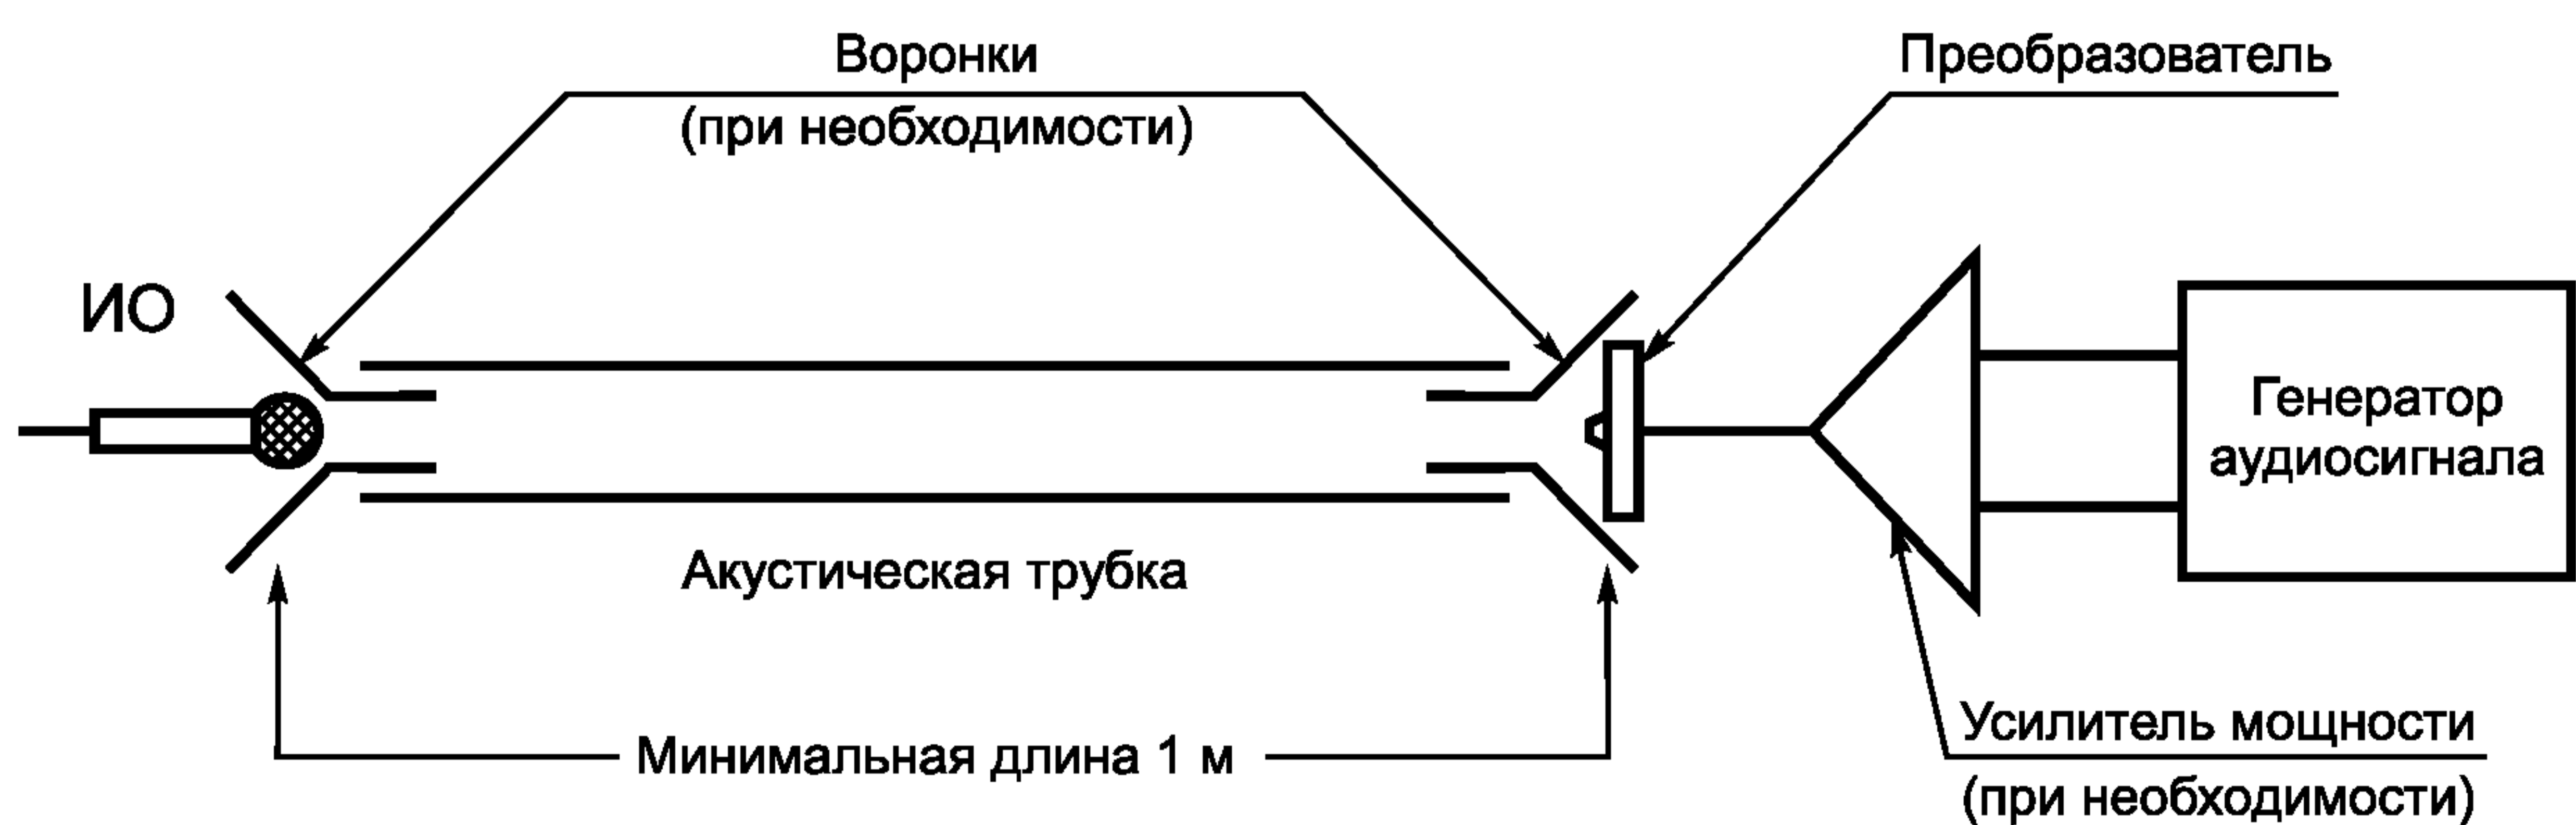 Воронки
(при необходимости)
Преобразователь
ИО
Генератор
аудиосигнала
Акустическая трубка
Минимальная длина 1 м
Усилитель мощности
(при необходимости)